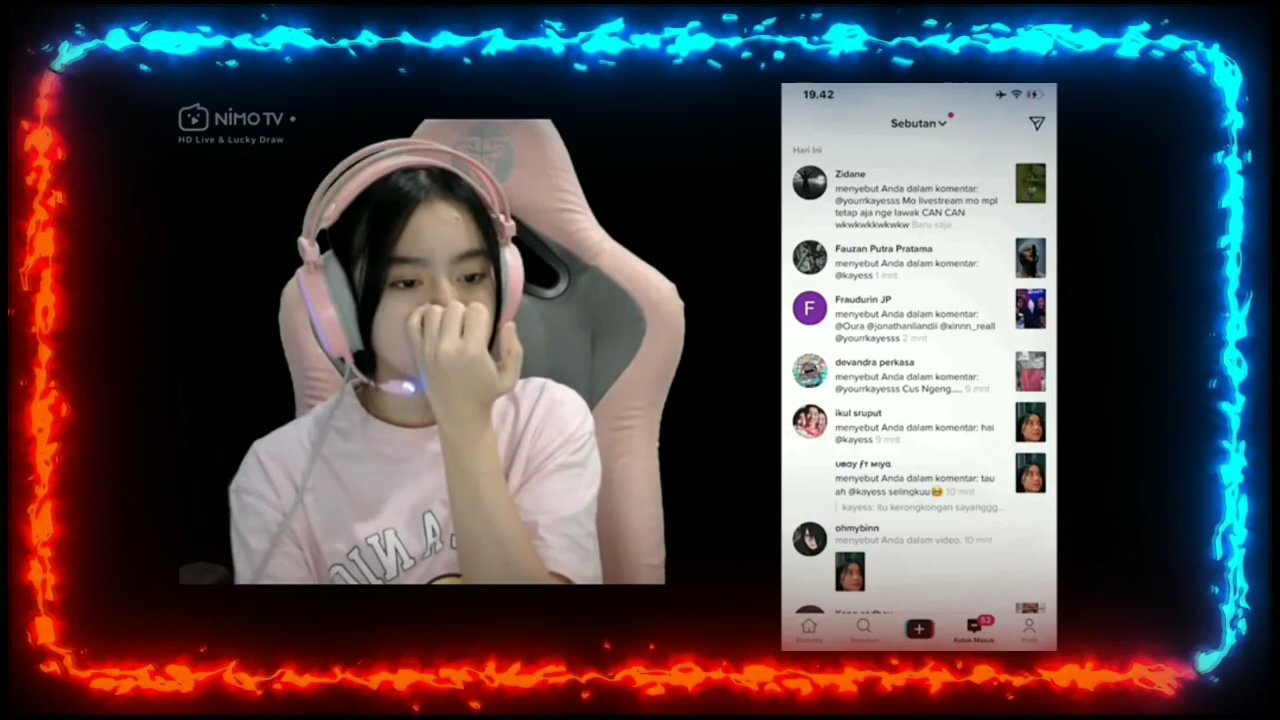 NIMO TV
HD Live & Lucky Draw
19.42
Sebutan
Hari Ini
Zidane
menyebut Anda dalam komentar:
@yourrkayesss Mo livestream mo mpl
tetap aja nge lawak CAN CAN
wkwkwkkwkwkw Baru saja
Fauzan Putra Pratama
menyebut Anda dalam komentar:
@kayess 1 mnt
F
Fraudurin JP
menyebut Anda dalam komentar:
@Oura @jonathanliandii @xinnn_reall
@yourrkayesss 2 mnt
devandra perkasa
menyebut Anda dalam komentar:
@yourrkayesss Cus Ngeng..... 9 mnt
ikul sruput
menyebut Anda dalam komentar: hai
@kayess 9 mnt
ᴜʙαy ƒт мιyα
menyebut Anda dalam komentar: tau
ah @kayess selingkuu🥺 10 mnt
kayess: itu kerongkongan sayanggg...
ohmybinn
menyebut Anda dalam video. 10 mnt
52
Kotak Masuk
Profil